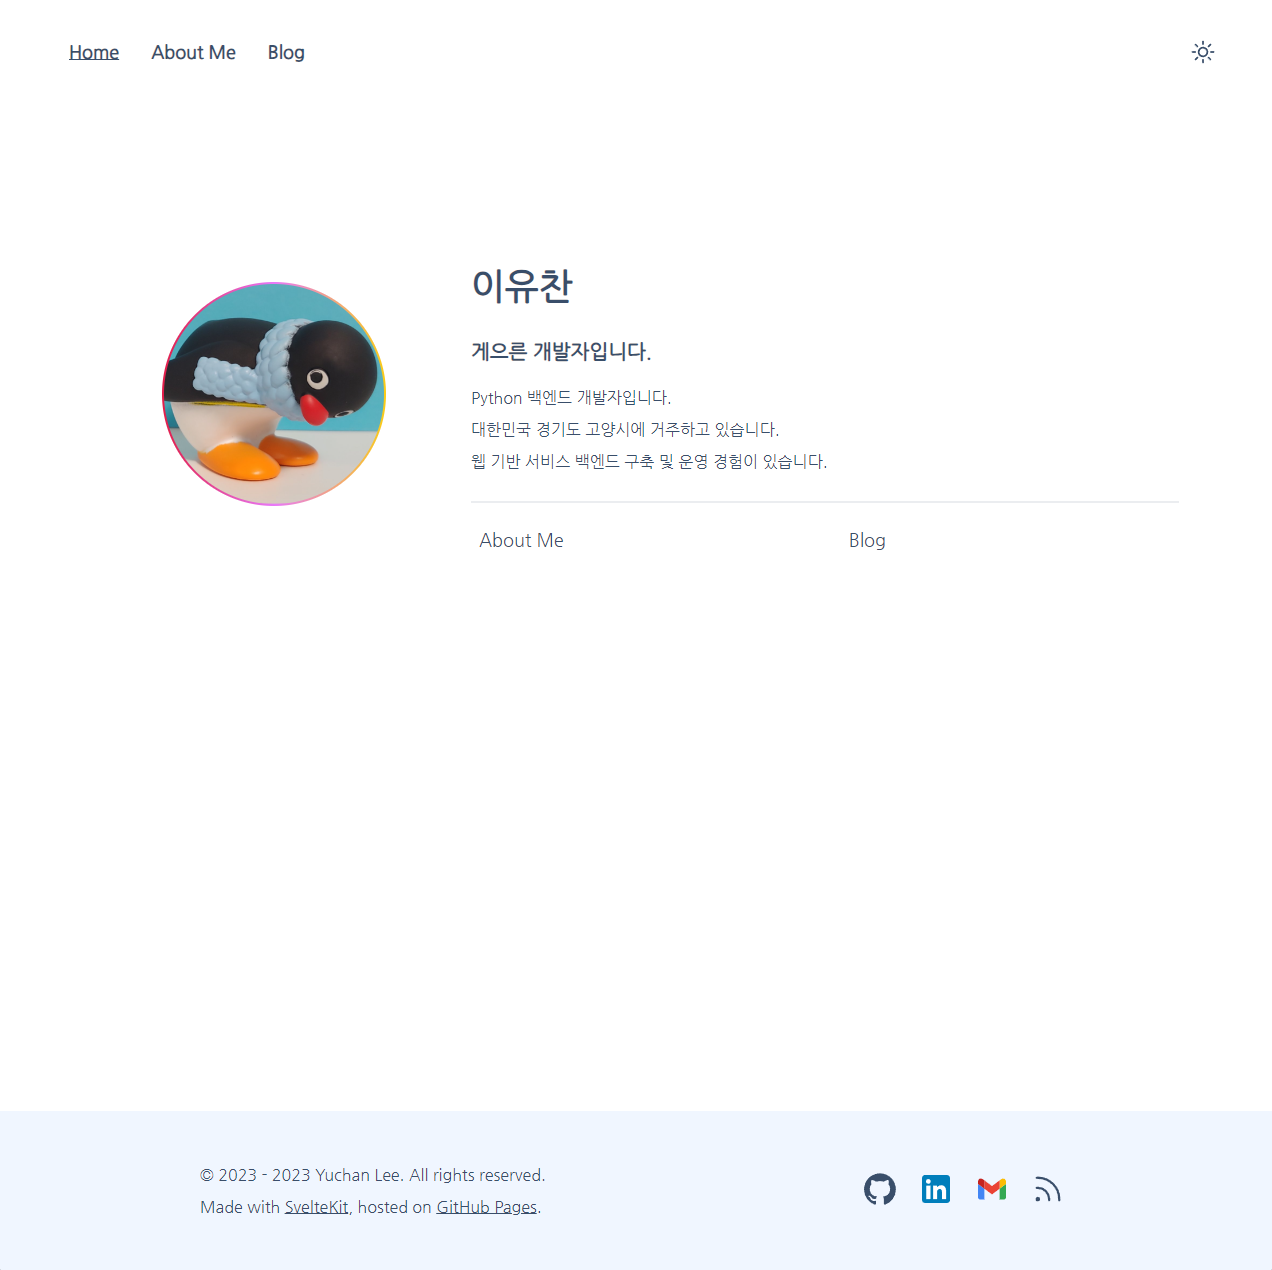 Home About Me Blog
이유찬
게으른 개발자입니다.
Python 백엔드 개발자입니다.
대한민국 경기도 고양시에 거주하고 있습니다.
웹 기반 서비스 백엔드 구축 및 운영 경험이 있습니다.
About Me Blog
© 2023 - 2023 Yuchan Lee. All rights reserved.
Made with SvelteKit, hosted on GitHub Pages.
in